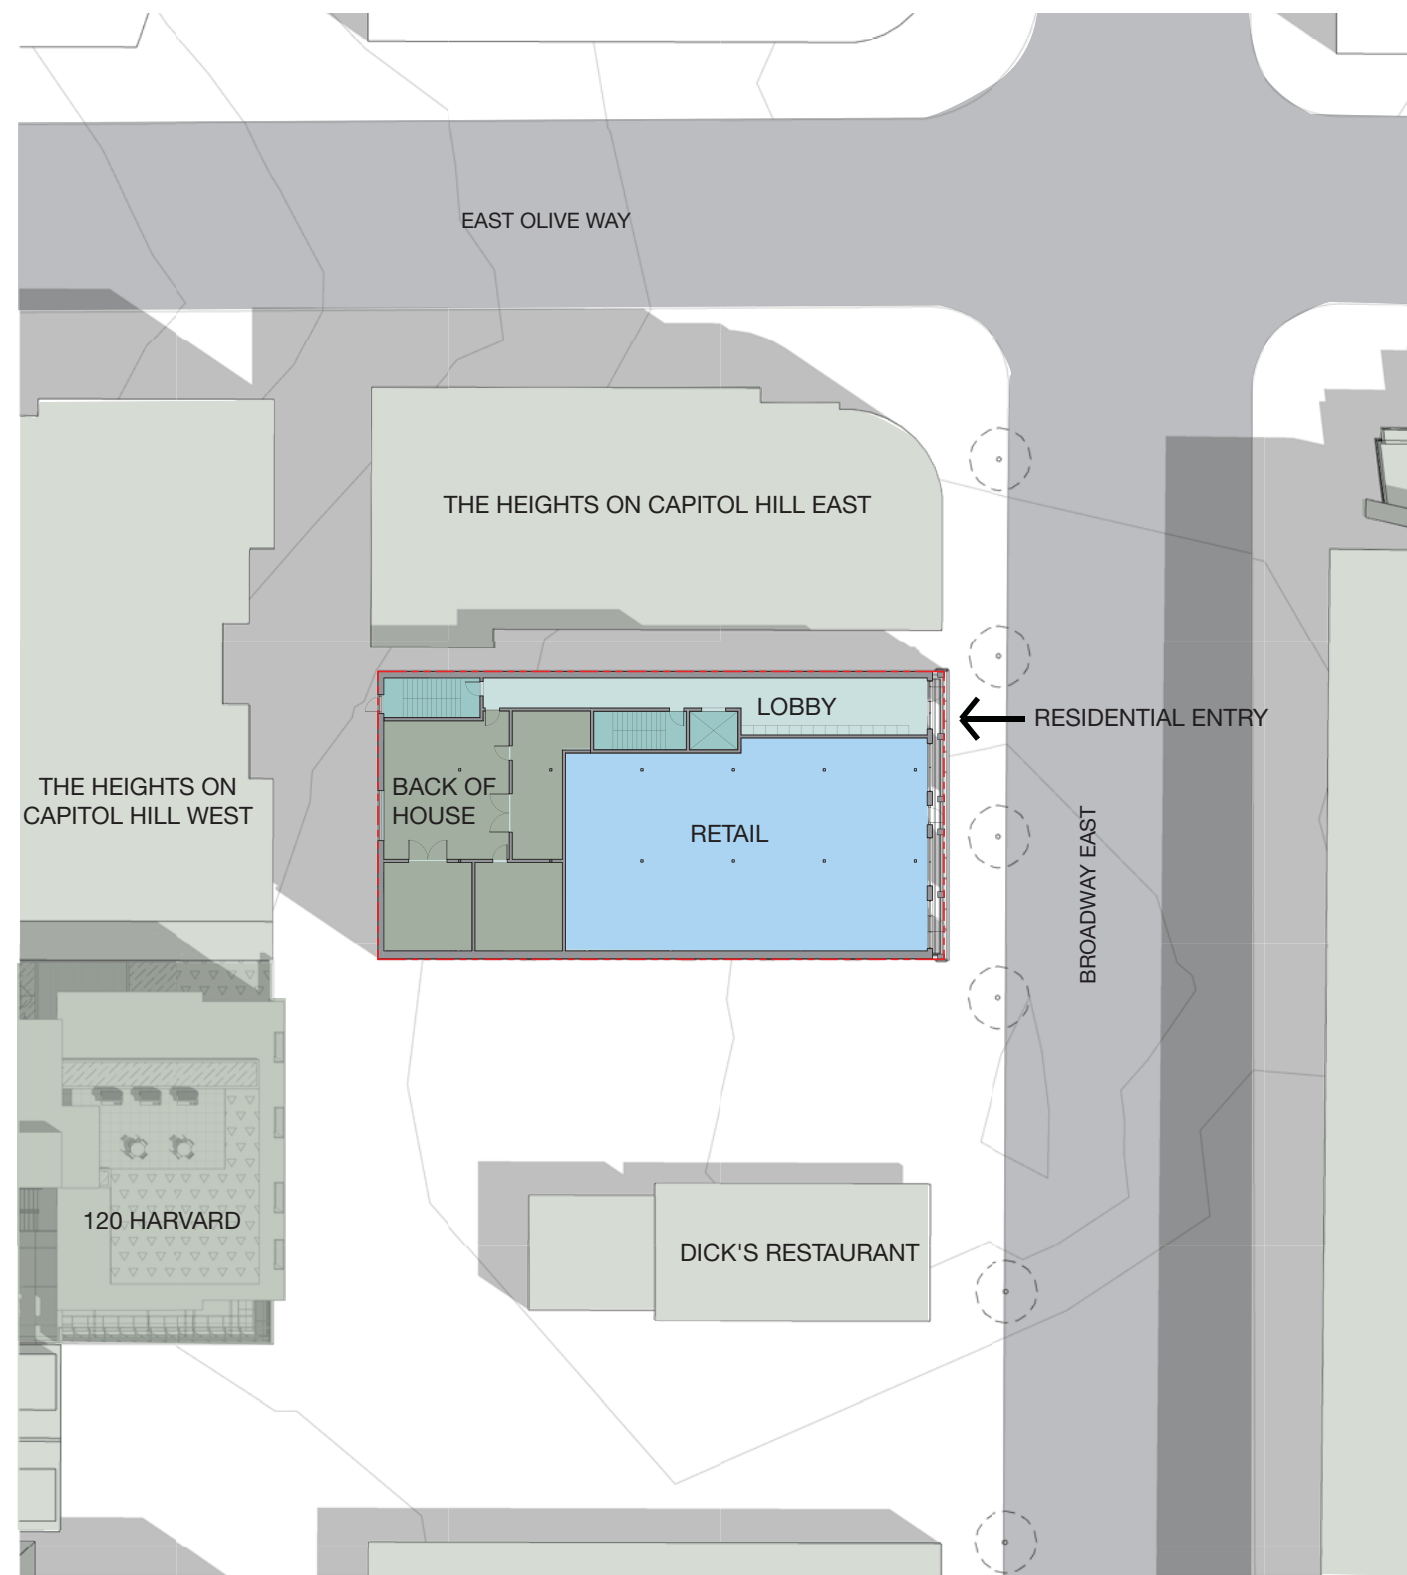 EAST OLIVE WAY
THE HEIGHTS ON CAPITOL HILL EAST
LOBBY
RESIDENTIAL ENTRY
THE HEIGHTS ON
CAPITOL HILL WEST
BACK OF
HOUSE
RETAIL
BROADWAY EAST
120 HARVARD
DICK'S RESTAURANT